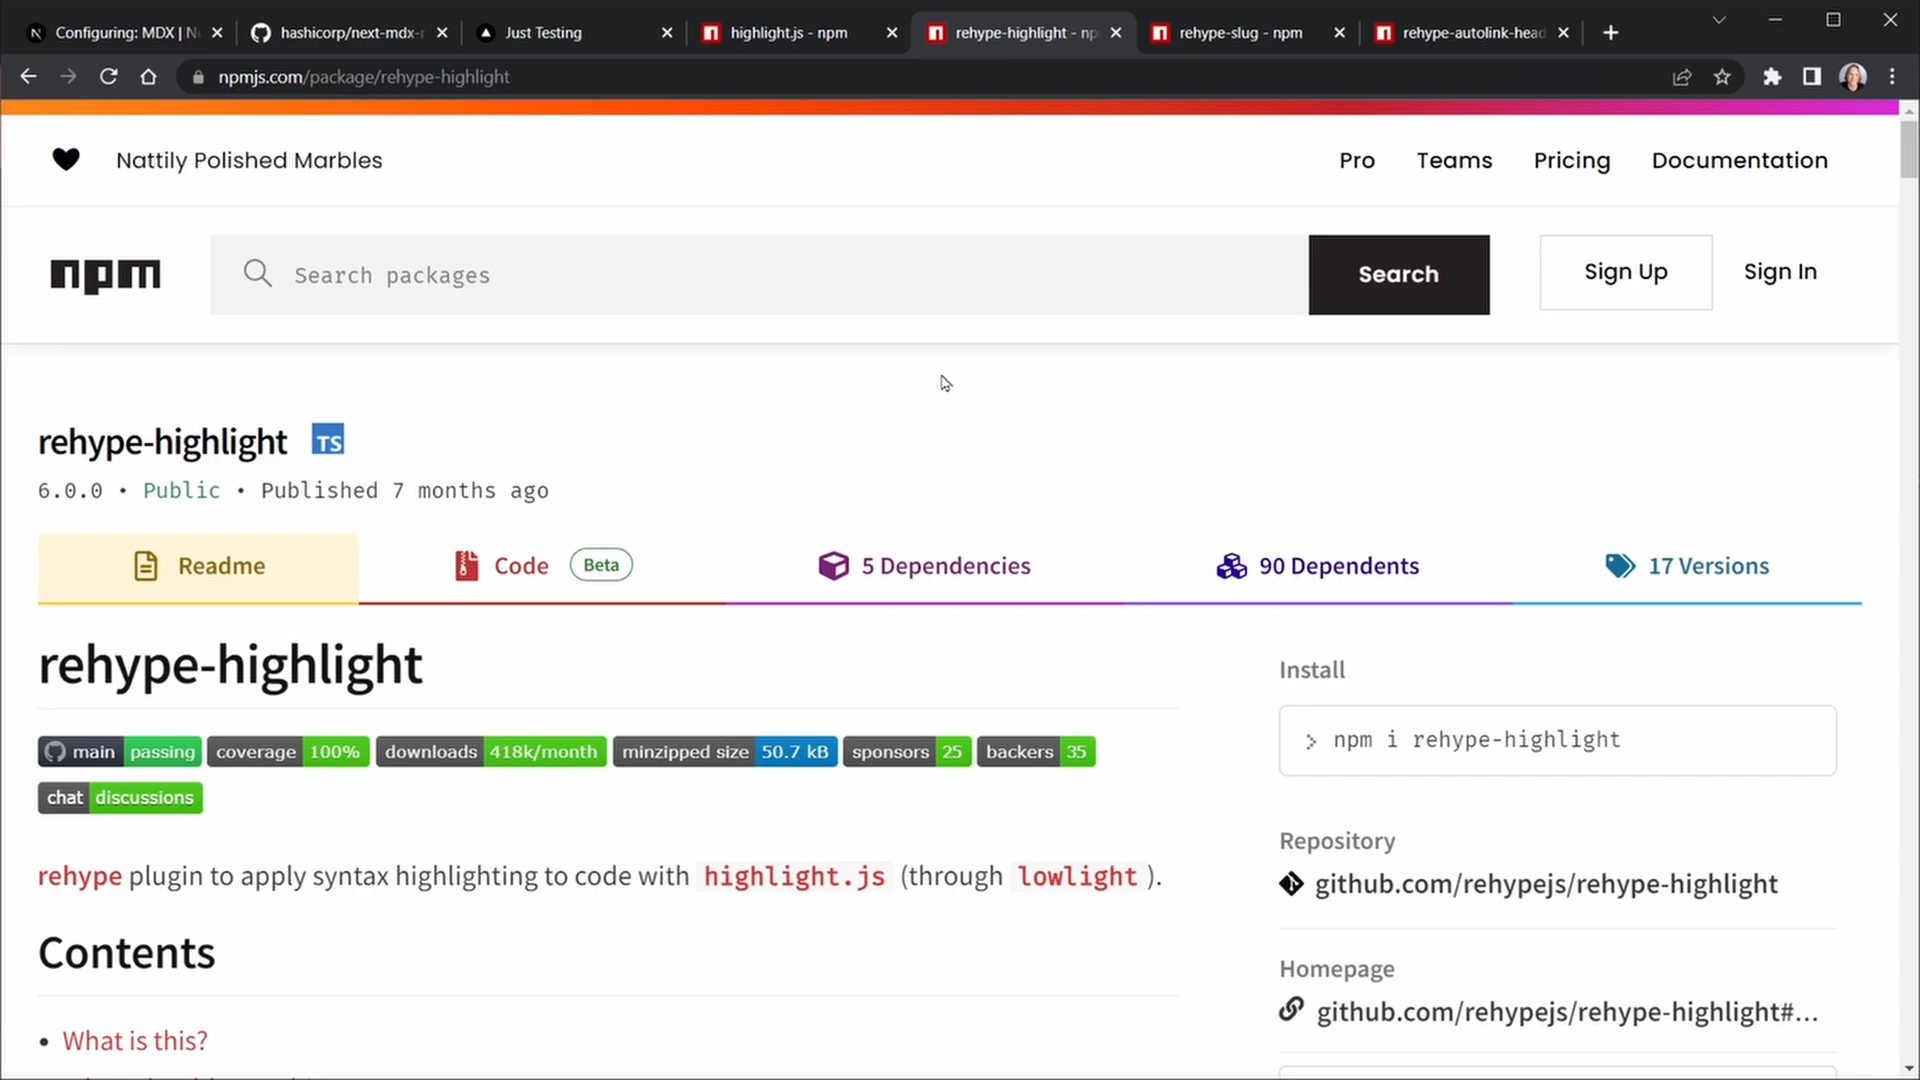 Configuring: MDX | N
hashicorp/next-mdx-r
Just Testing
highlight.js - npm
rehype-highlight - np
rehype-slug - npm
rehype-autolink-head
npmjs.com/package/rehype-highlight
Nattily Polished Marbles
Pro
Teams
Pricing
Documentation
npm
Search packages
Search
Sign Up
Sign In
rehype-highlight TS
6.0.0 • Public • Published 7 months ago
Readme
Code Beta
5 Dependencies
90 Dependents
17 Versions
rehype-highlight
main passing coverage 100% downloads 418k/month minzipped size 50.7 kB sponsors 25 backers 35
chat discussions
rehype plugin to apply syntax highlighting to code with highlight.js (through lowlight ).
Contents
• What is this?
Install
> npm i rehype-highlight
Repository
github.com/rehypejs/rehype-highlight
Homepage
github.com/rehypejs/rehype-highlight#...